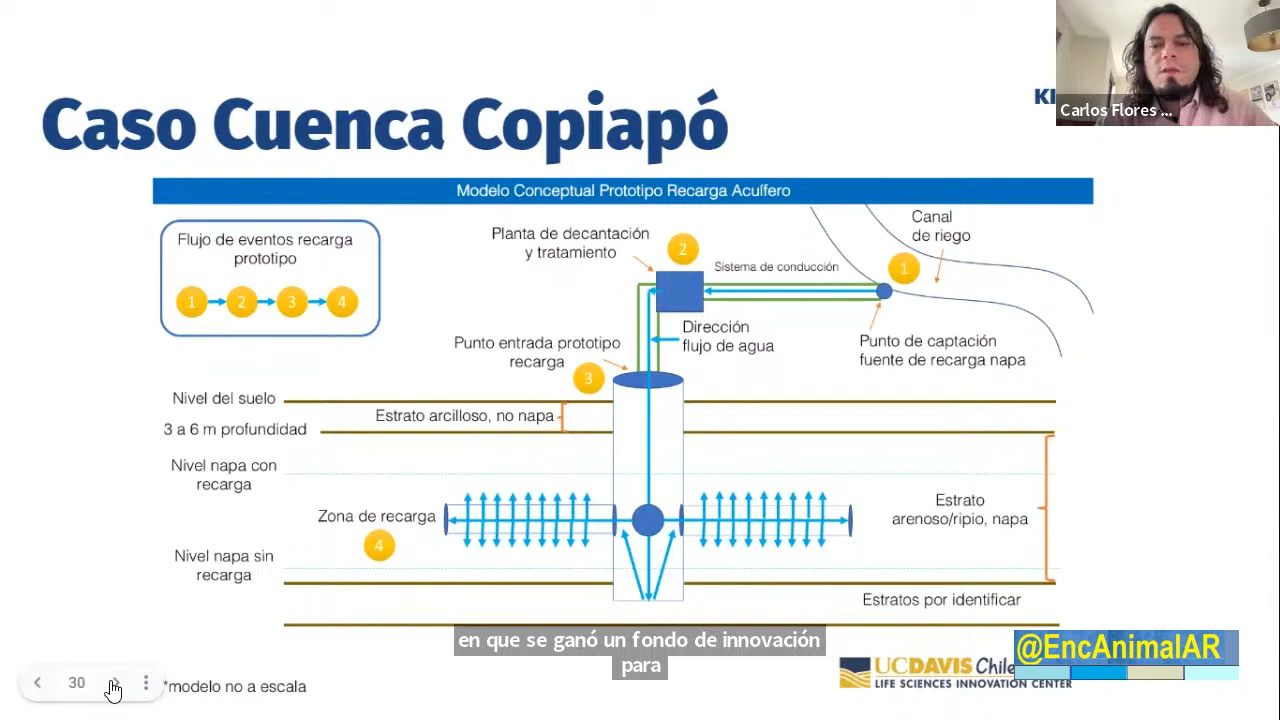 Carlos Flores ...
Caso Cuenca Copiapó
Modelo Conceptual Prototipo Recarga Acuífero
Flujo de eventos recarga
prototipo
1 2 3 4
Planta de decantación
y tratamiento
2
Sistema de conducción
1
Canal
de riego
Dirección
flujo de agua
Punto de captación
fuente de recarga napa
Punto entrada prototipo
recarga
3
Nivel del suelo
Estrato arcilloso, no napa
3 a 6 m profundidad
Nivel napa con
recarga
Zona de recarga
4
Estrato
arenoso/ripio, napa
Nivel napa sin
recarga
Estratos por identificar
en que se ganó un fondo de innovación
para
@EncAnimalAR
UCDAVIS Chile
LIFE SCIENCES INNOVATION CENTER
30
*modelo no a escala